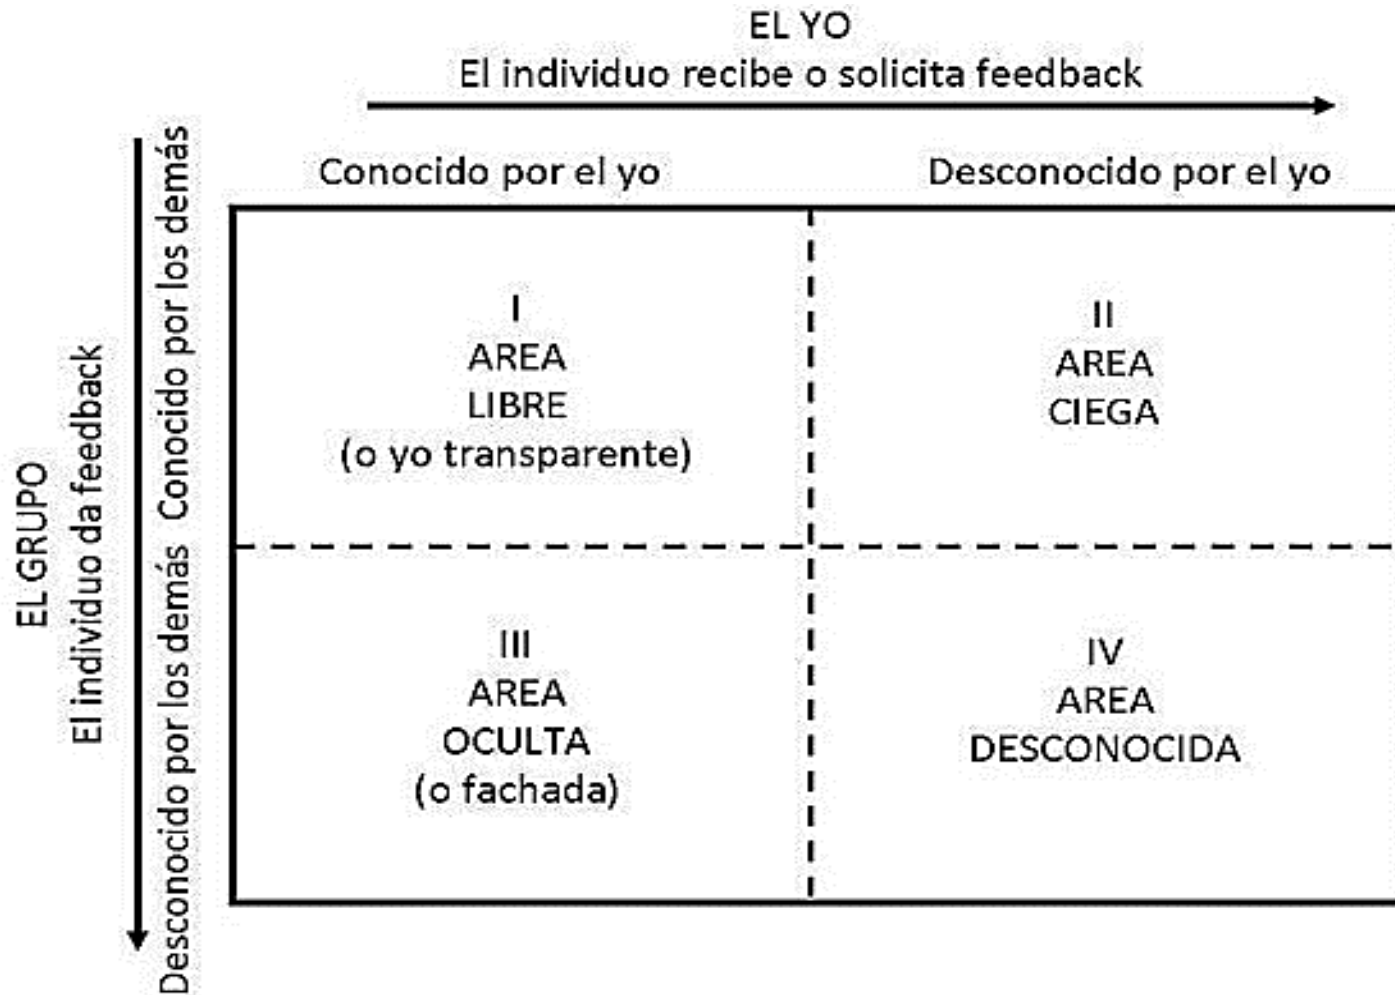 EL YO
El individuo recibe o solicita feedback
Conocido por el yo
Desconocido por el yo
EL GRUPO
El individuo da feedback
Conocido por los demás
Desconocido por los demás
I
AREA
LIBRE
(o yo transparente)
II
AREA
CIEGA
III
AREA
OCULTA
(o fachada)
IV
AREA
DESCONOCIDA